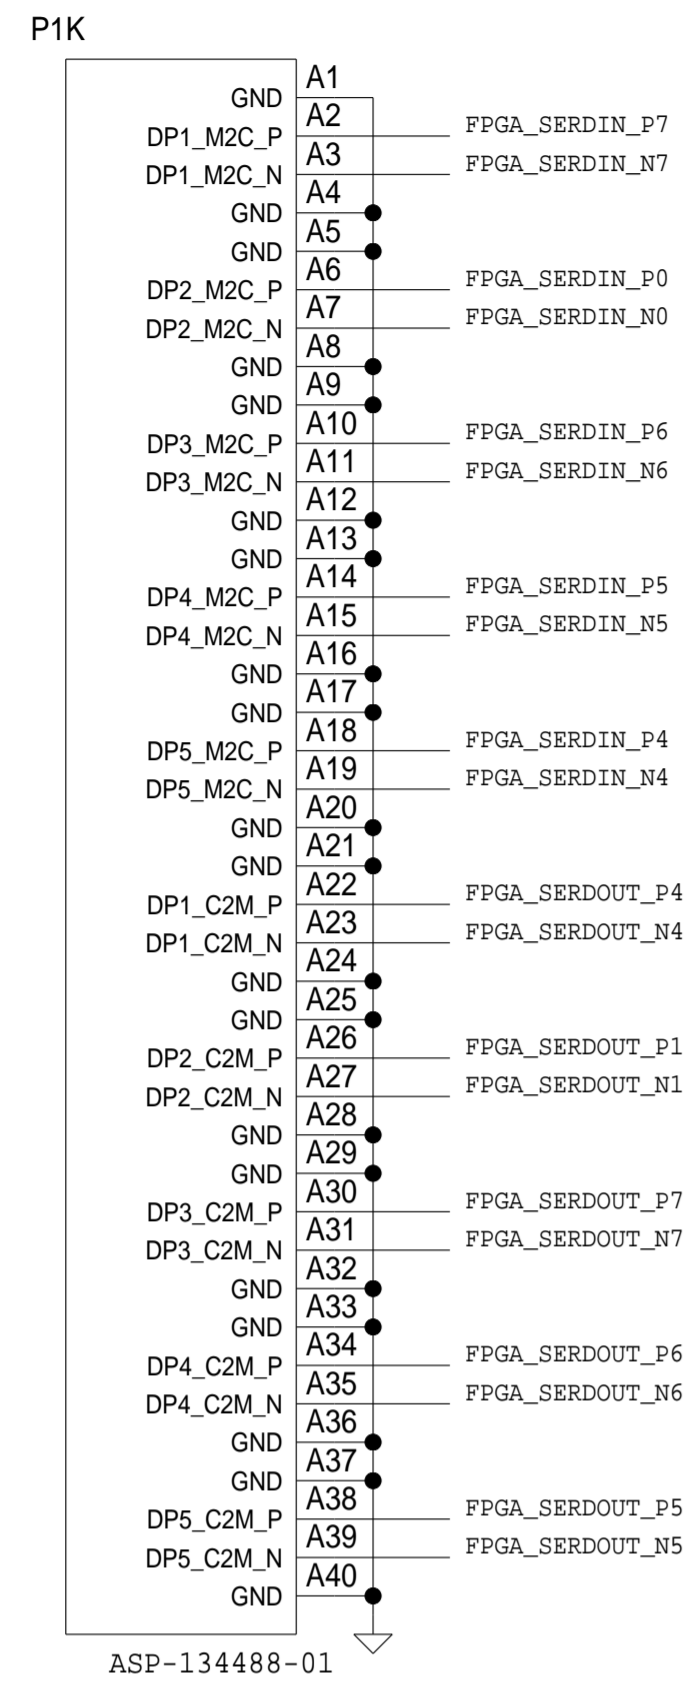 P1K
A1
GND
A2 FPGA_SERDIN_P7
DP1_M2C_P
A3 FPGA_SERDIN_N7
DP1_M2C_N
A4
GND
A5
GND
A6 FPGA_SERDIN_P0
DP2_M2C_P
A7 FPGA_SERDIN_N0
DP2_M2C_N
A8
GND
A9
GND
A10 FPGA_SERDIN_P6
DP3_M2C_P
A11 FPGA_SERDIN_N6
DP3_M2C_N
A12
GND
A13
GND
A14 FPGA_SERDIN_P5
DP4_M2C_P
A15 FPGA_SERDIN_N5
DP4_M2C_N
A16
GND
A17
GND
A18 FPGA_SERDIN_P4
DP5_M2C_P
A19 FPGA_SERDIN_N4
DP5_M2C_N
A20
GND
A21
GND
A22 FPGA_SERDOUT_P4
DP1_C2M_P
A23 FPGA_SERDOUT_N4
DP1_C2M_N
A24
GND
A25
GND
A26 FPGA_SERDOUT_P1
DP2_C2M_P
A27 FPGA_SERDOUT_N1
DP2_C2M_N
A28
GND
A29
GND
A30 FPGA_SERDOUT_P7
DP3_C2M_P
A31 FPGA_SERDOUT_N7
DP3_C2M_N
A32
GND
A33
GND
A34 FPGA_SERDOUT_P6
DP4_C2M_P
A35 FPGA_SERDOUT_N6
DP4_C2M_N
A36
GND
A37
GND
A38 FPGA_SERDOUT_P5
DP5_C2M_P
A39 FPGA_SERDOUT_N5
DP5_C2M_N
A40
GND
ASP-134488-01